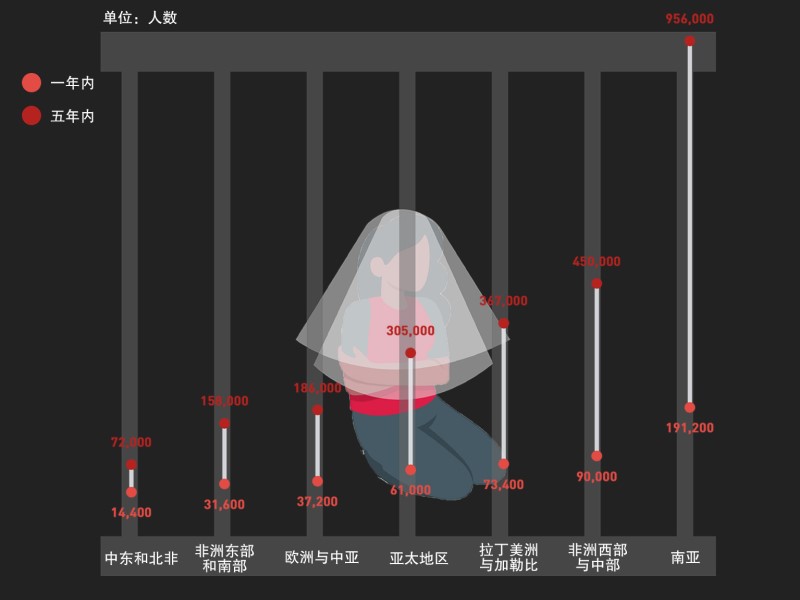 单位：人数
956,000
一年内
五年内
450,000
367,000
305,000
186,000
158,000
72,000
191,200
90,000
73,400
61,000
37,200
31,600
14,400
中东和北非
非洲东部
和南部
欧洲与中亚
亚太地区
拉丁美洲
与加勒比
非洲西部
与中部
南亚